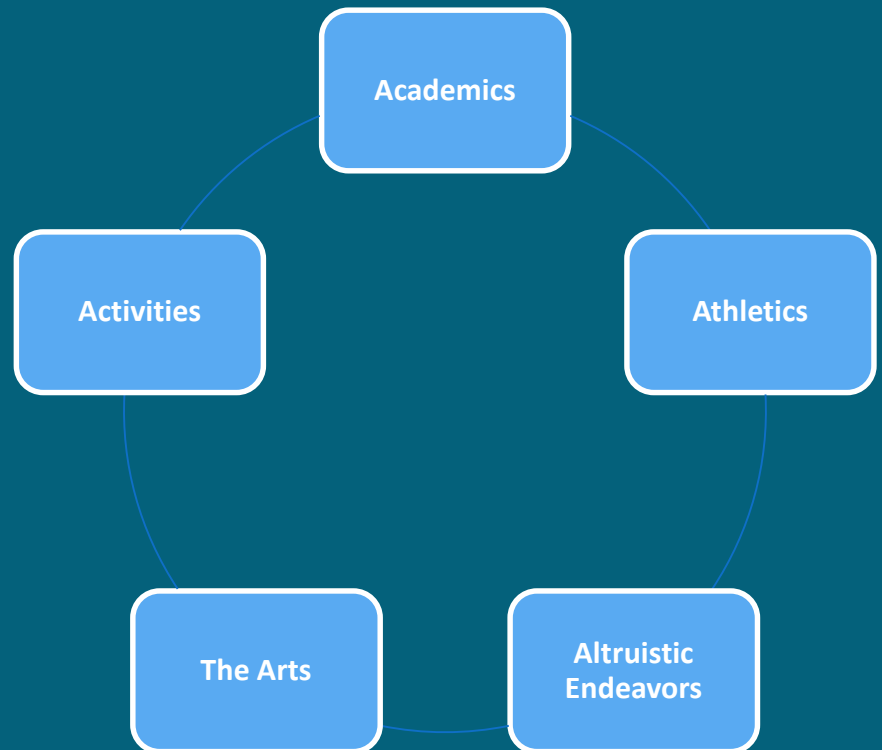 Academics
Activities
Athletics
The Arts
Altruistic
Endeavors